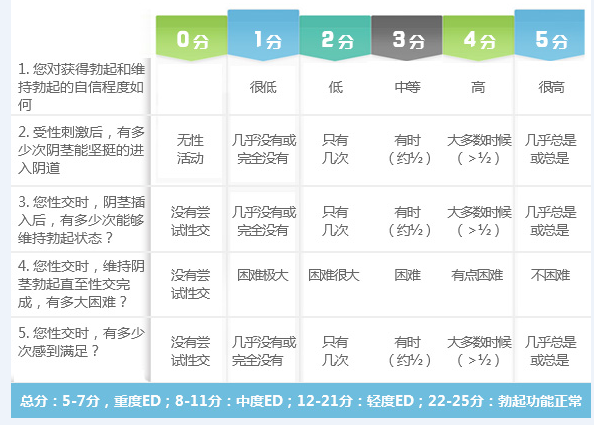 0分 1分 2分 3分 4分 5分
1. 您对获得勃起和维
持勃起的自信程度如
何
很低 低 中等 高 很高
2. 受性刺激后，有多
少次阴茎能坚挺的进
入阴道
无性
活动
几乎没有或
完全没有
只有
几次
有时
（约½）
大多数时候
（＞½）
几乎总是
或总是
3. 您性交时，阴茎插
入后，有多少次能够
维持勃起状态？
没有尝
试性交
几乎没有或
完全没有
只有
几次
有时
（约½）
大多数时候
（＞½）
几乎总是
或总是
4. 您性交时，维持阴
茎勃起直至性交完
成，有多大困难？
没有尝
试性交
困难极大 困难很大 困难 有点困难 不困难
5. 您性交时，有多少
次感到满足？
没有尝
试性交
几乎没有或
完全没有
只有
几次
有时
（约½）
大多数时候
（＞½）
几乎总是
或总是
总分：5-7分，重度ED；8-11分：中度ED；12-21分：轻度ED；22-25分：勃起功能正常